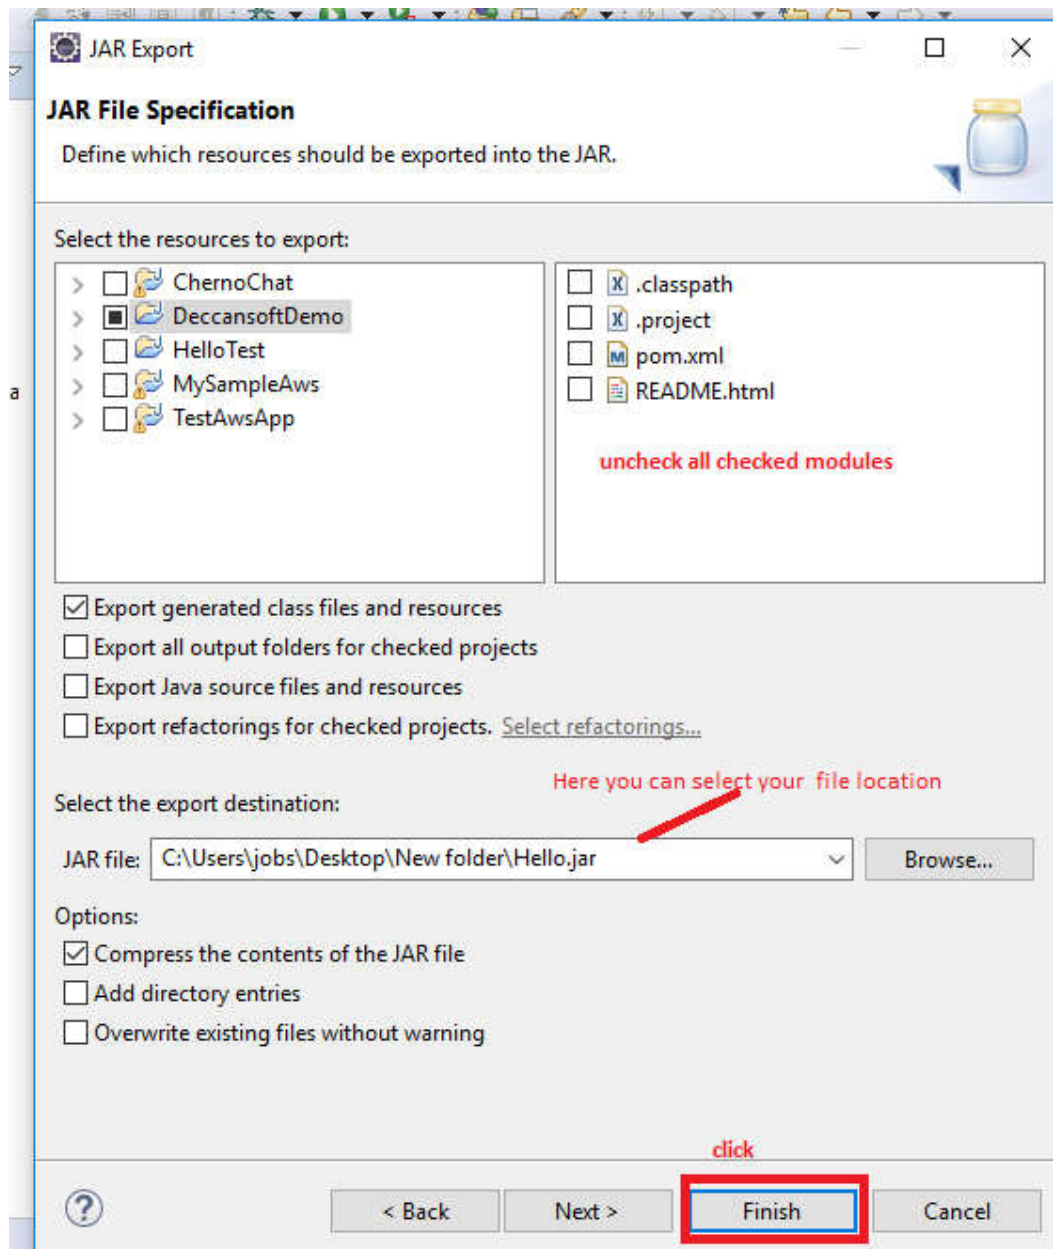 JAR Export
JAR File Specification
Define which resources should be exported into the JAR.
Select the resources to export:
ChernoChat
DeccansoftDemo
HelloTest
MySampleAws
TestAwsApp
.classpath
.project
pom.xml
README.html
uncheck all checked modules
a
Export generated class files and resources
Export all output folders for checked projects
Export Java source files and resources
Export refactorings for checked projects. Select refactorings...
Here you can select your file location
Select the export destination:
JAR file: C:\Users\jobs\Desktop\New folder\Hello.jar Browse...
Options:
Compress the contents of the JAR file
Add directory entries
Overwrite existing files without warning
click
? < Back Next > Finish Cancel